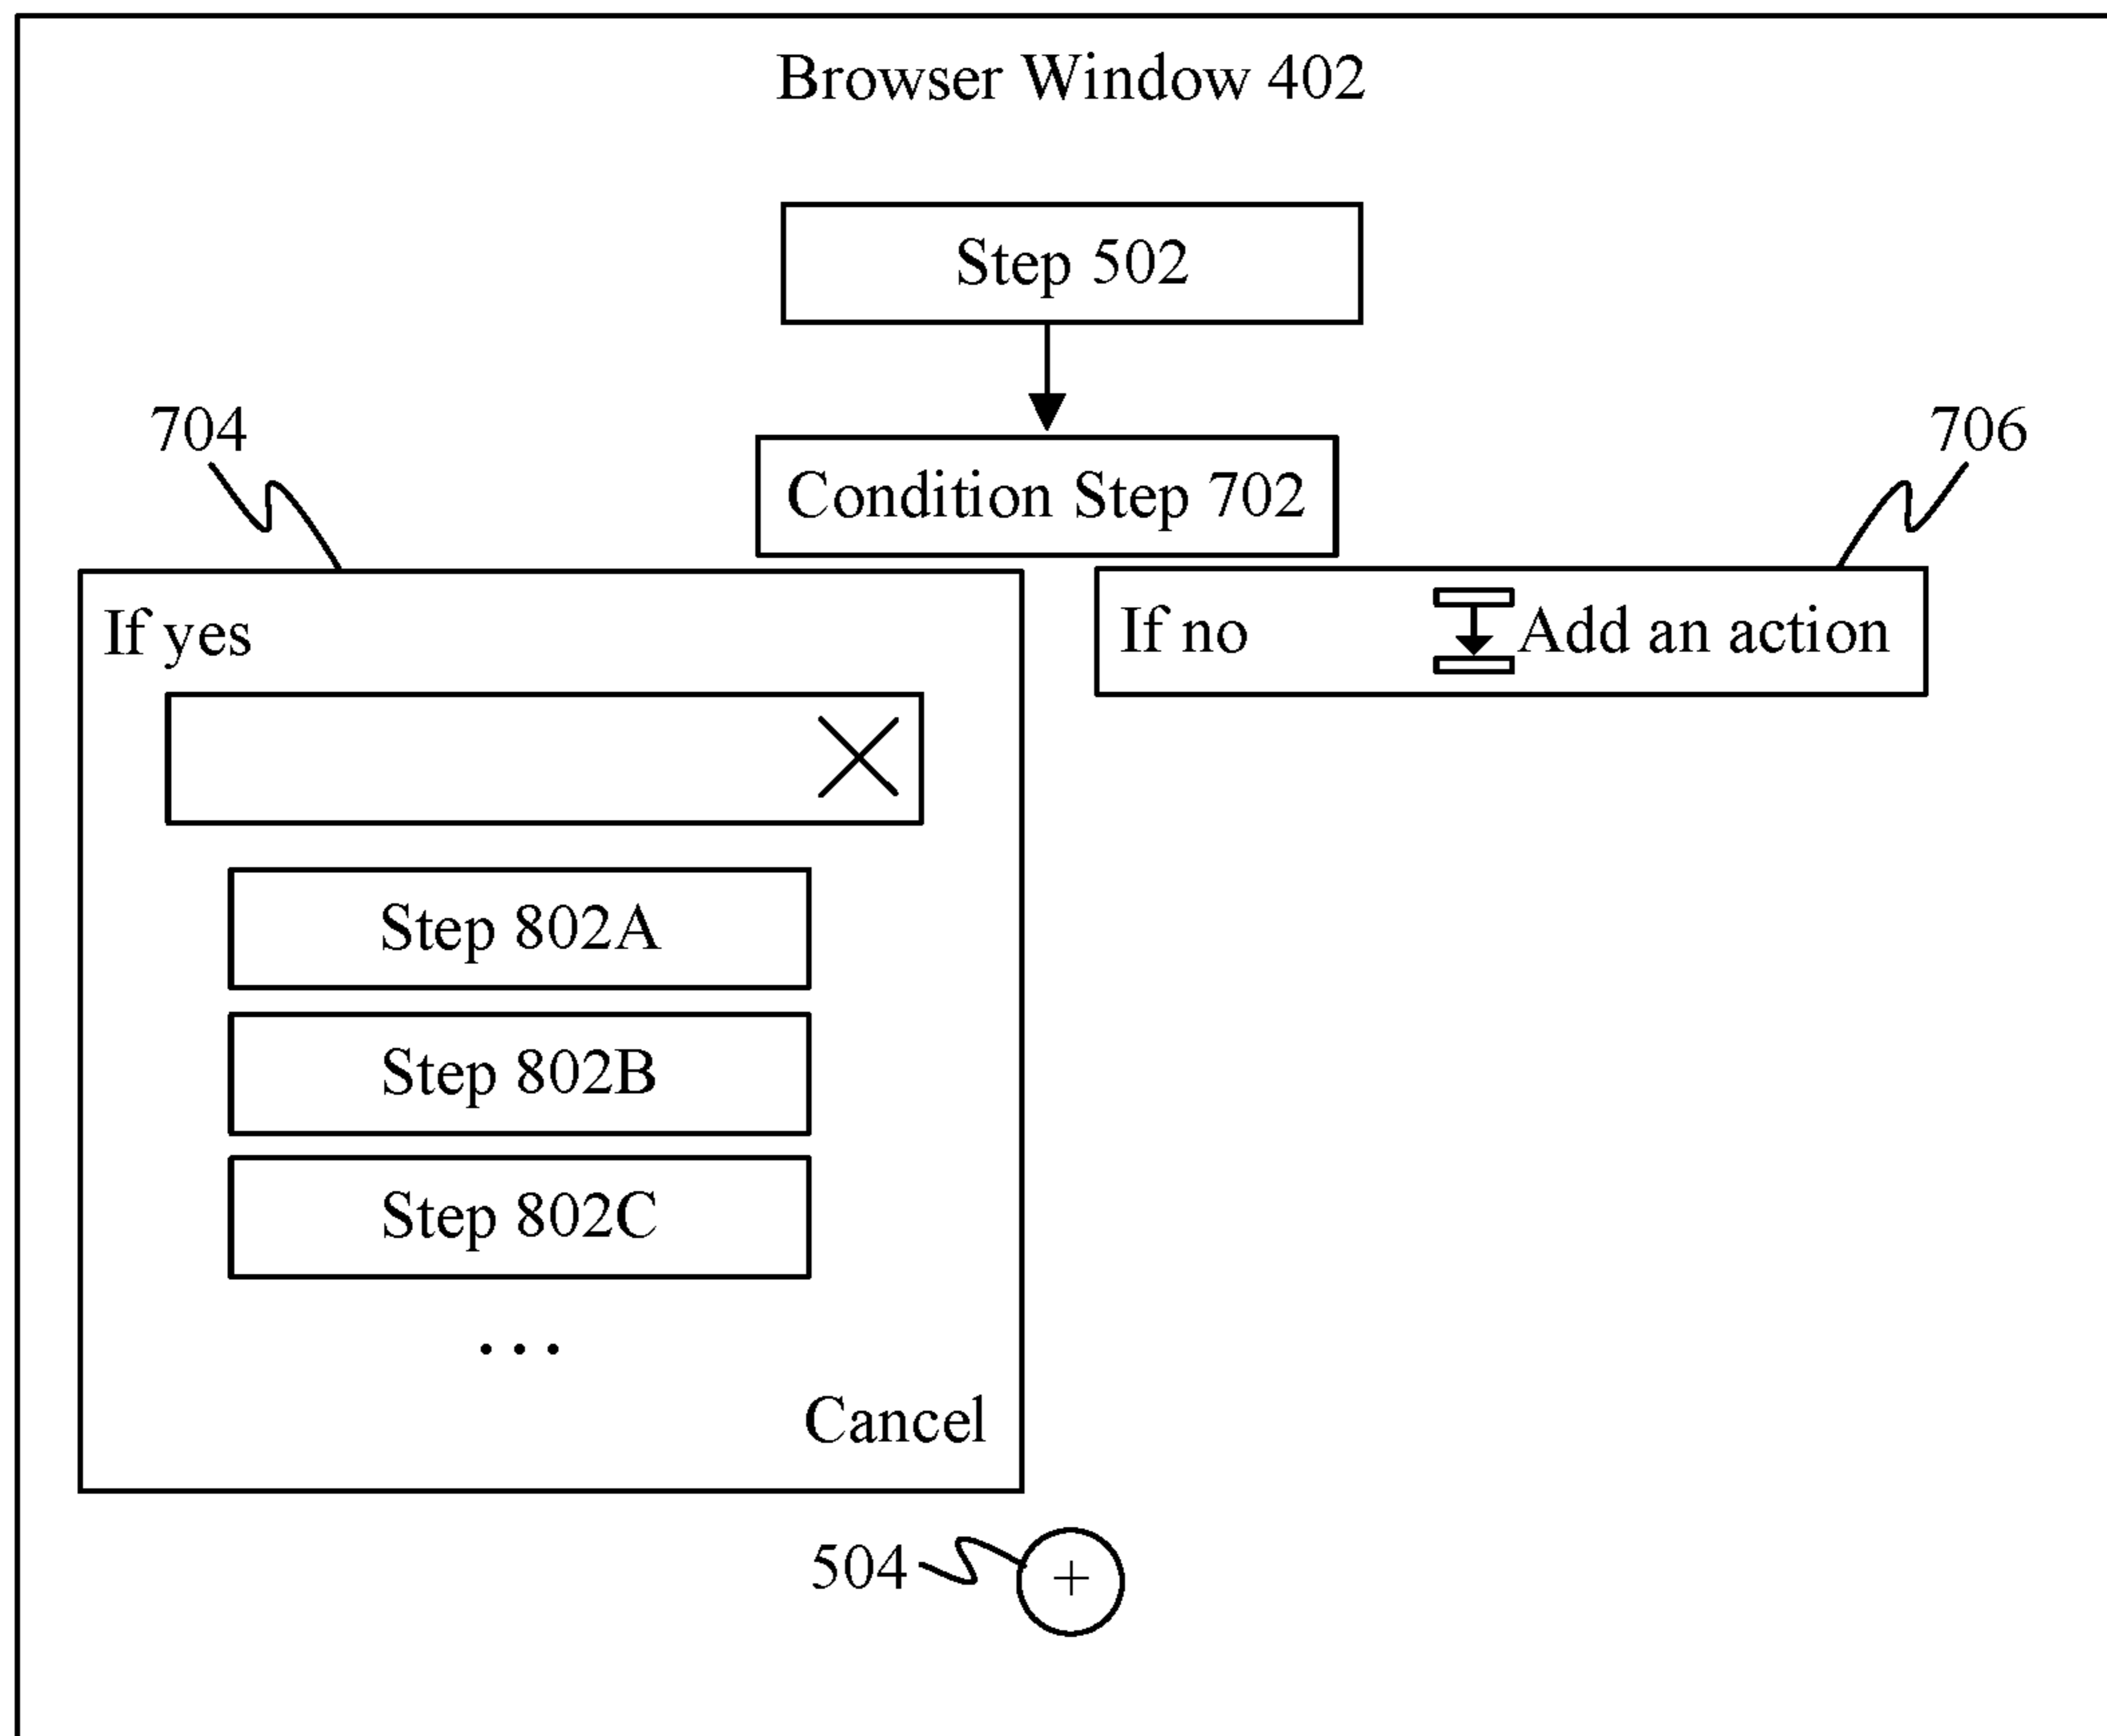 Browser Window 402
Step 502
704
706
Condition Step 702
If yes
If no
Add an action
Step 802A
Step 802B
Step 802C
...
Cancel
504
+